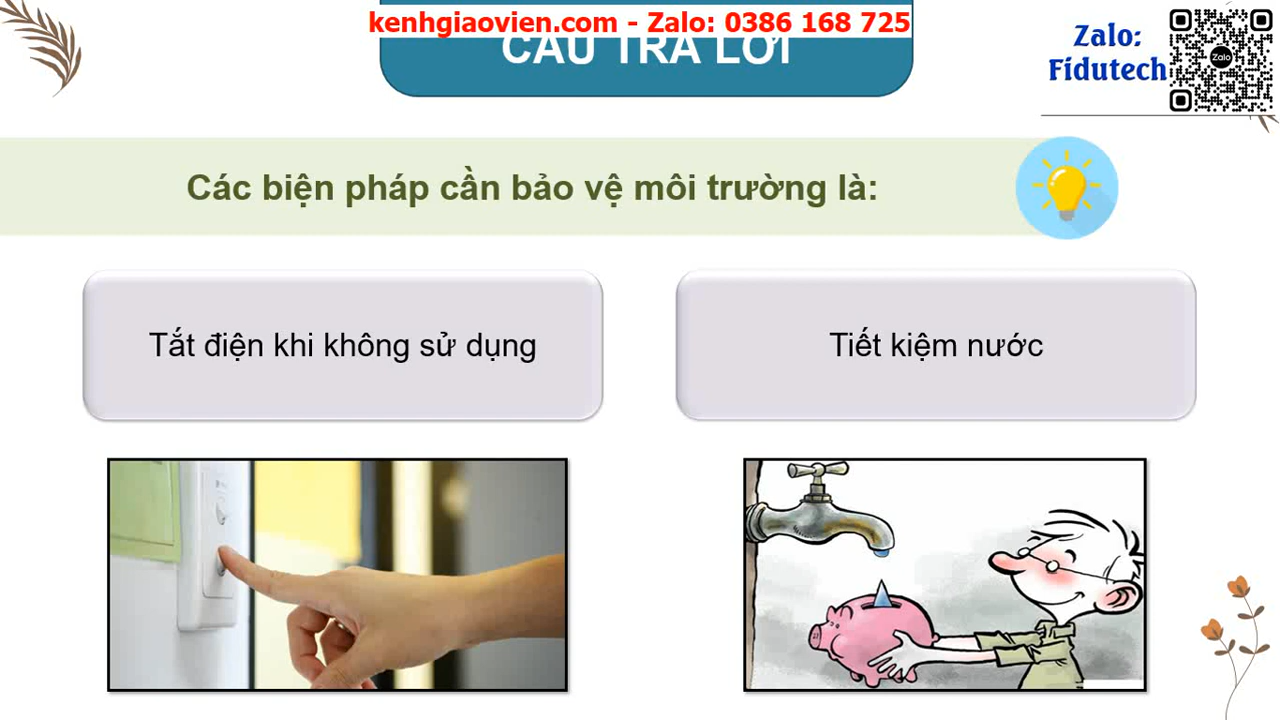 kenhgiaovien.com - Zalo: 0386 168 725
CÂU TRẢ LỜI
Zalo:
Fidutech
Zalo
Các biện pháp cần bảo vệ môi trường là:
Tắt điện khi không sử dụng
Tiết kiệm nước